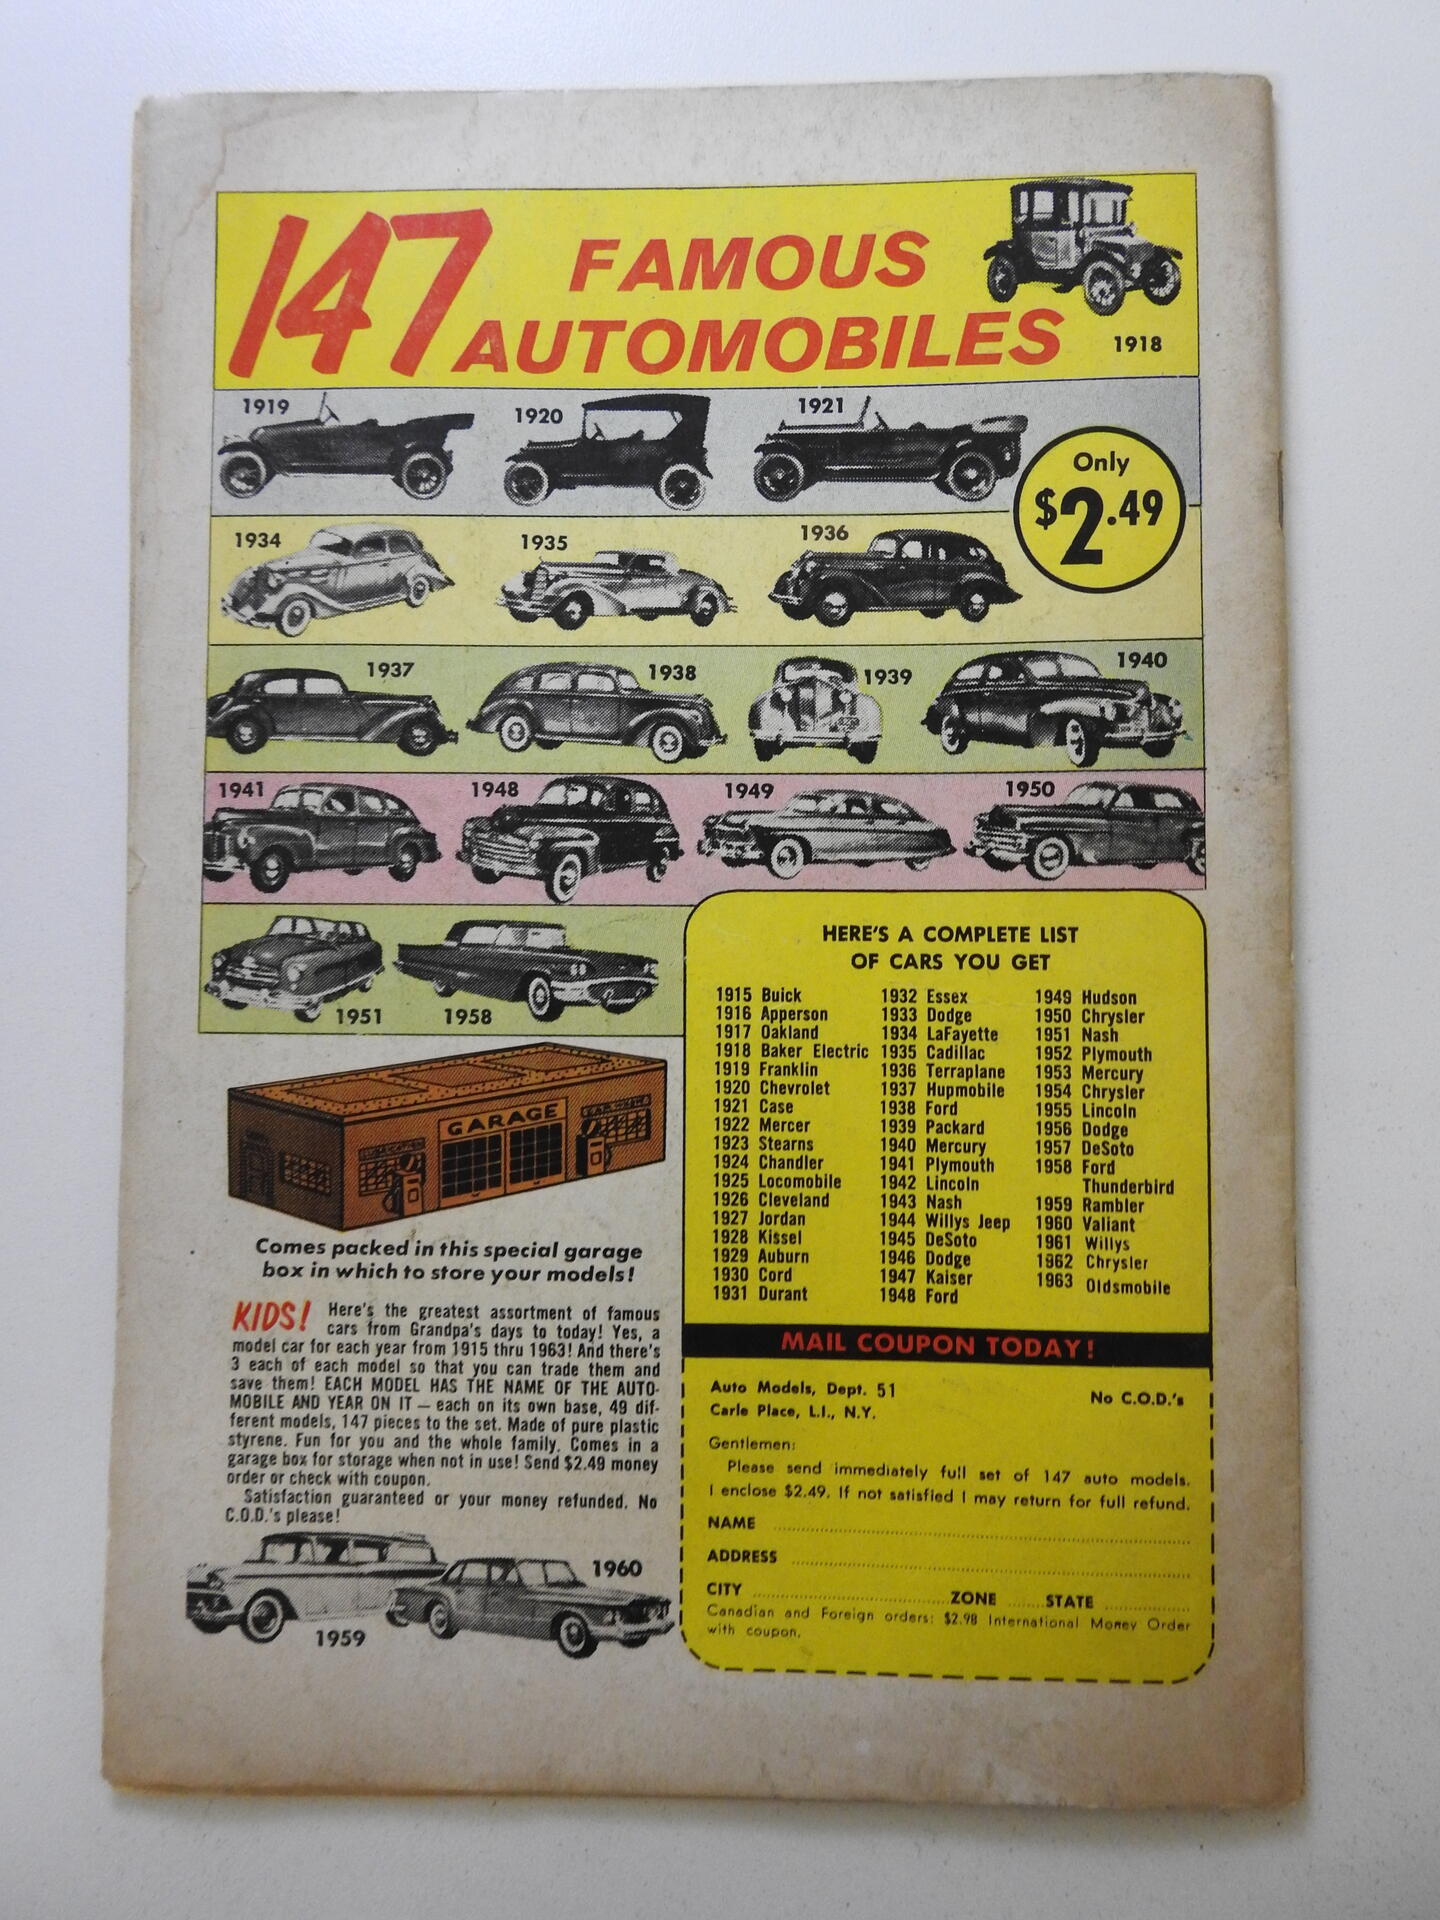 147 FAMOUS
AUTOMOBILES
1918
1919
1920
1921
Only
$2.49
1934
1935
1936
1937
1938
1939
1940
1941
1948
1949
1950
1951
1958
GARAGE
LUBRICATION
CAR WASH
Comes packed in this special garage
box in which to store your models!
KIDS! Here's the greatest assortment of famous
cars from Grandpa's days to today! Yes, a
model car for each year from 1915 thru 1963! And there's
3 each of each model so that you can trade them and
save them! EACH MODEL HAS THE NAME OF THE AUTO-
MOBILE AND YEAR ON IT — each on its own base, 49 dif-
ferent models, 147 pieces to the set. Made of pure plastic
styrene. Fun for you and the whole family. Comes in a
garage box for storage when not in use! Send $2.49 money
order or check with coupon.
Satisfaction guaranteed or your money refunded. No
C.O.D.'s please!
1959
1960
HERE'S A COMPLETE LIST
OF CARS YOU GET
1915 Buick
1916 Apperson
1917 Oakland
1918 Baker Electric
1919 Franklin
1920 Chevrolet
1921 Case
1922 Mercer
1923 Stearns
1924 Chandler
1925 Locomobile
1926 Cleveland
1927 Jordan
1928 Kissel
1929 Auburn
1930 Cord
1931 Durant
1932 Essex
1933 Dodge
1934 LaFayette
1935 Cadillac
1936 Terraplane
1937 Hupmobile
1938 Ford
1939 Packard
1940 Mercury
1941 Plymouth
1942 Lincoln
1943 Nash
1944 Willys Jeep
1945 DeSoto
1946 Dodge
1947 Kaiser
1948 Ford
1949 Hudson
1950 Chrysler
1951 Nash
1952 Plymouth
1953 Mercury
1954 Chrysler
1955 Lincoln
1956 Dodge
1957 DeSoto
1958 Ford
Thunderbird
1959 Rambler
1960 Valiant
1961 Willys
1962 Chrysler
1963 Oldsmobile
MAIL COUPON TODAY!
Auto Models, Dept. 51
Carle Place, L.I., N.Y.
No C.O.D.'s
Gentlemen:
Please send immediately full set of 147 auto models.
I enclose $2.49. If not satisfied I may return for full refund.
NAME
ADDRESS
CITY ZONE STATE
Canadian and Foreign orders: $2.98 International Money Order
with coupon.